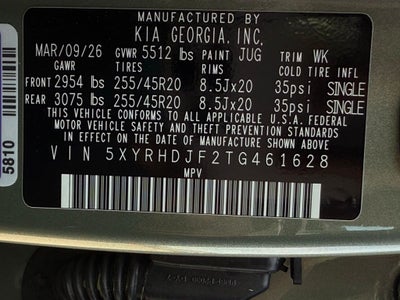 MANUFACTURED BY
KIA GEORGIA, INC.
MAR/09/26 GVWR 5512 lbs PAINT JUG TRIM WK
GAWR TIRES RIMS COLD TIRE INFL
FRONT 2954 lbs 255/45R20 8.5Jx20 35psi SINGLE
REAR 3075 lbs 255/45R20 8.5Jx20 35psi SINGLE
THIS VEHICLE CONFORMS TO ALL APPLICABLE U.S.A. FEDERAL
MOTOR VEHICLE SAFETY, BUMPER, AND THEFT PREVENTION STANDARDS
IN EFFECT ON THE DATE OF MANUFACTURE SHOWN ABOVE.
VIN 5XYRHDJF2TG461628
MPV
5810